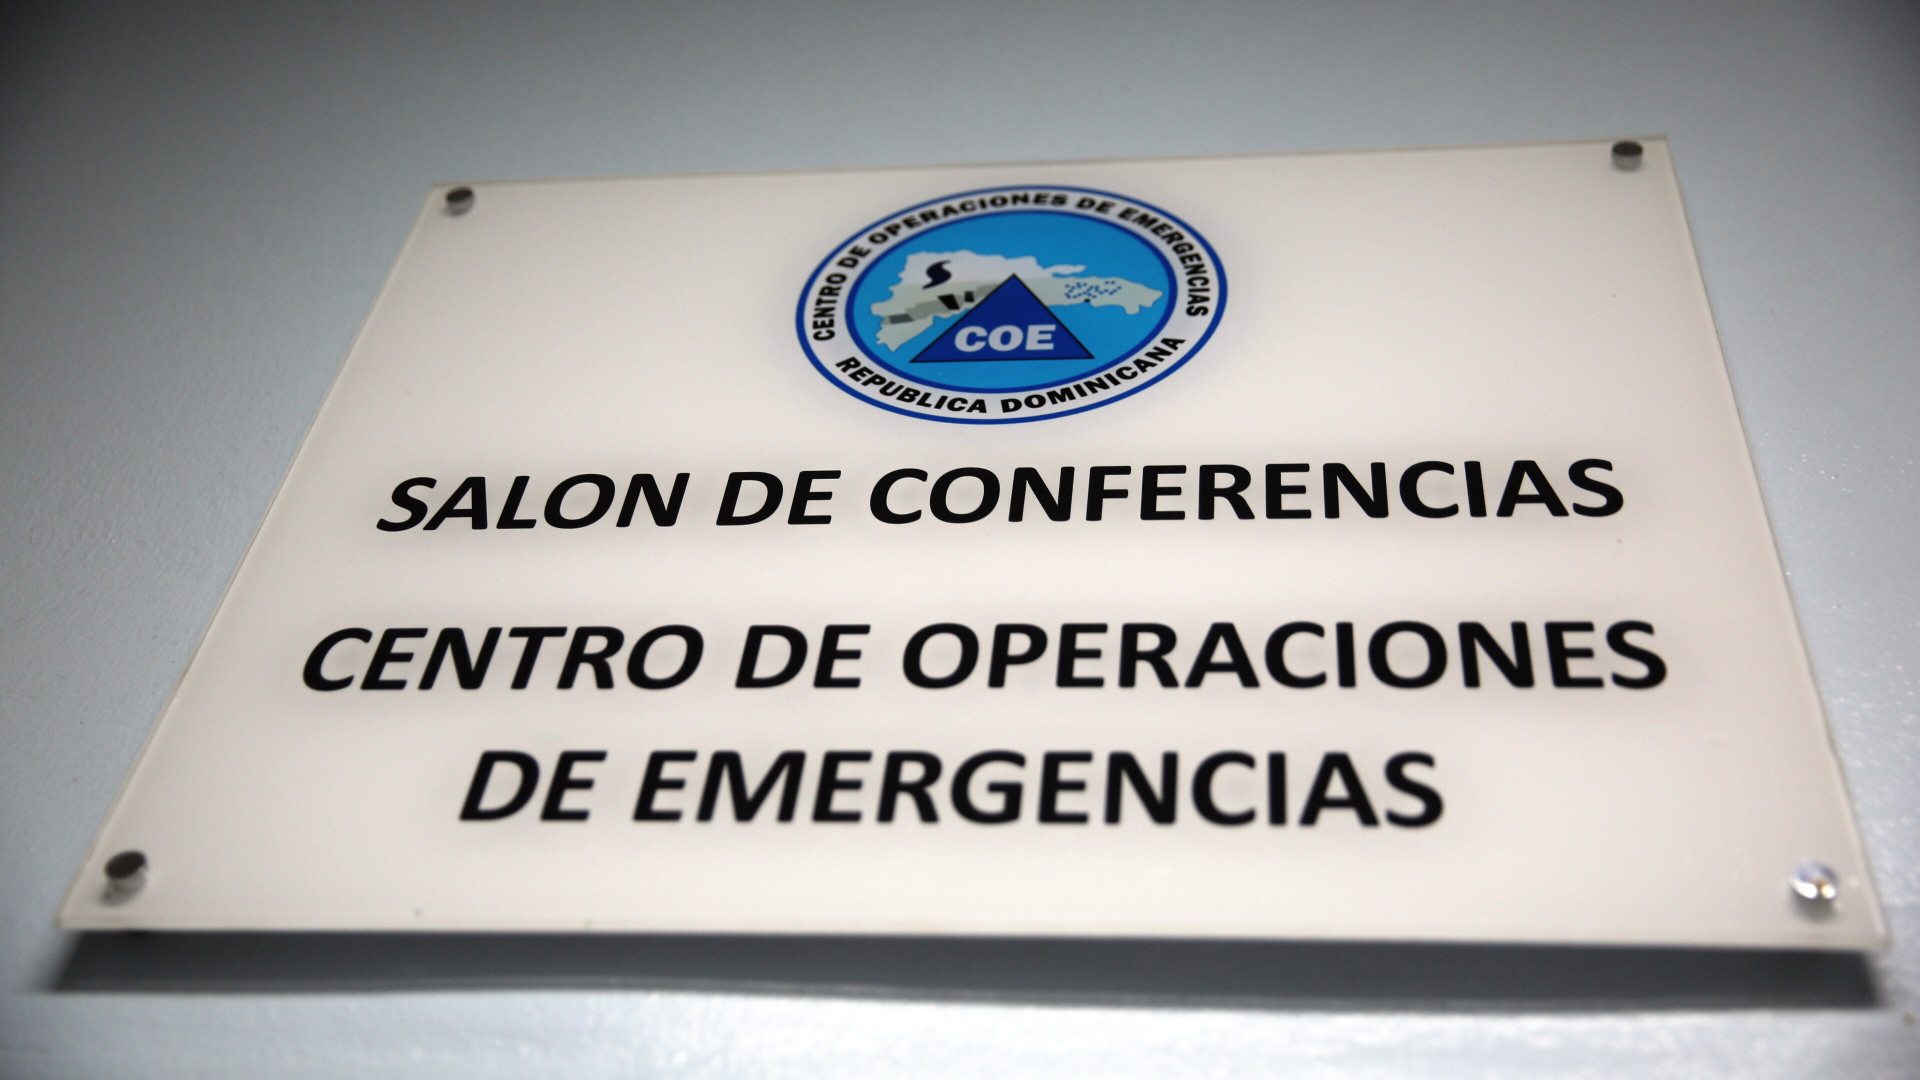 CENTRO DE OPERACIONES DE EMERGENCIAS
COE
REPUBLICA DOMINICANA
SALON DE CONFERENCIAS
CENTRO DE OPERACIONES
DE EMERGENCIAS